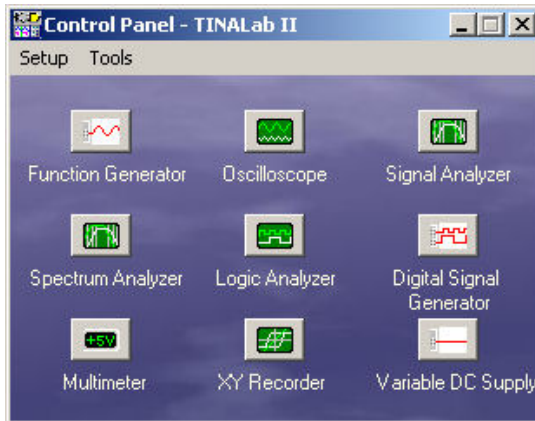 Control Panel - TINALab II
Setup Tools
Function Generator
Oscilloscope
Signal Analyzer
Spectrum Analyzer
Logic Analyzer
Digital Signal
Generator
+5V
Multimeter
XY Recorder
Variable DC Supply